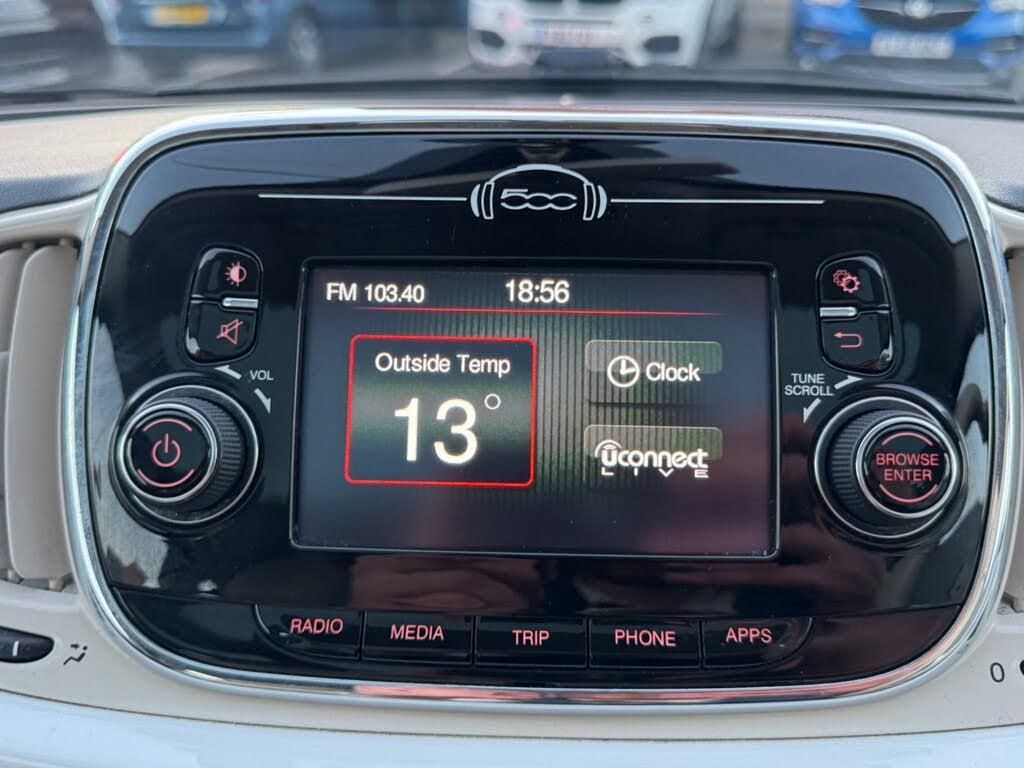 500
FM 103.40 18:56
Outside Temp
13°
Clock
uconnect
LIVE
VOL
TUNE
SCROLL
BROWSE
ENTER
RADIO MEDIA TRIP PHONE APPS
0